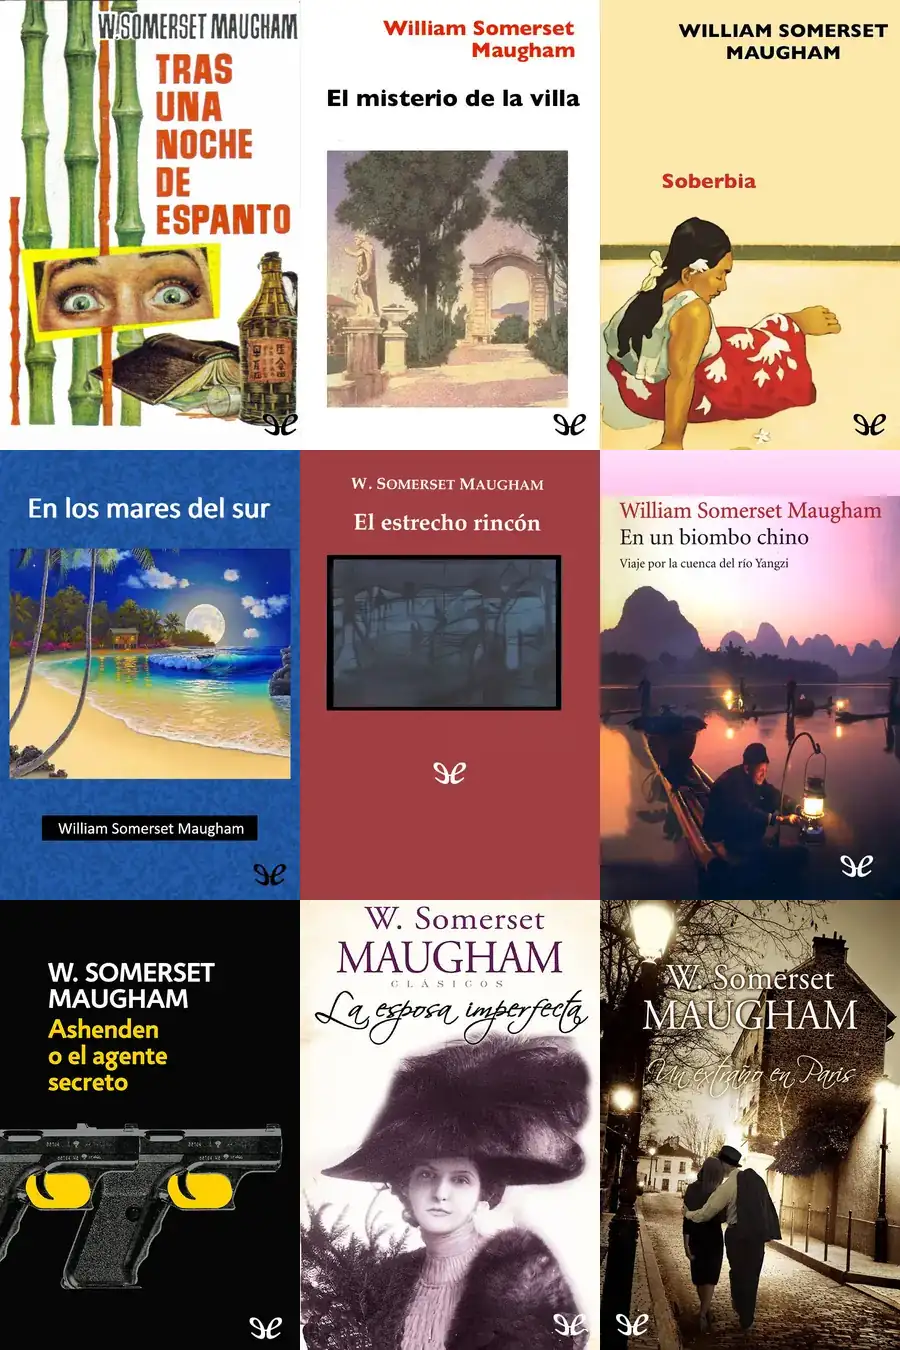 W. SOMERSET MAUGHAM
TRAS
UNA
NOCHE
DE
ESPANTO
William Somerset
Maugham
El misterio de la villa
WILLIAM SOMERSET
MAUGHAM
Soberbia
En los mares del sur
William Somerset Maugham
W. SOMERSET MAUGHAM
El estrecho rincón
William Somerset Maugham
En un biombo chino
Viaje por la cuenca del río Yangzi
W. SOMERSET
MAUGHAM
Ashenden
o el agente
secreto
W. Somerset
MAUGHAM
CLÁSICOS
La esposa imperfecta
W. Somerset
MAUGHAM
Un extraño en París